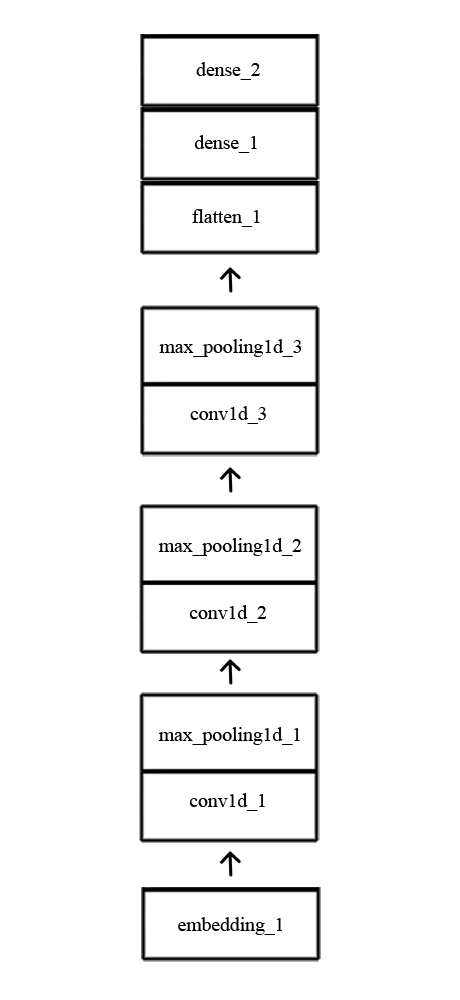 dense_2
dense_1
flatten_1
max_pooling1d_3
conv1d_3
max_pooling1d_2
conv1d_2
max_pooling1d_1
conv1d_1
embedding_1